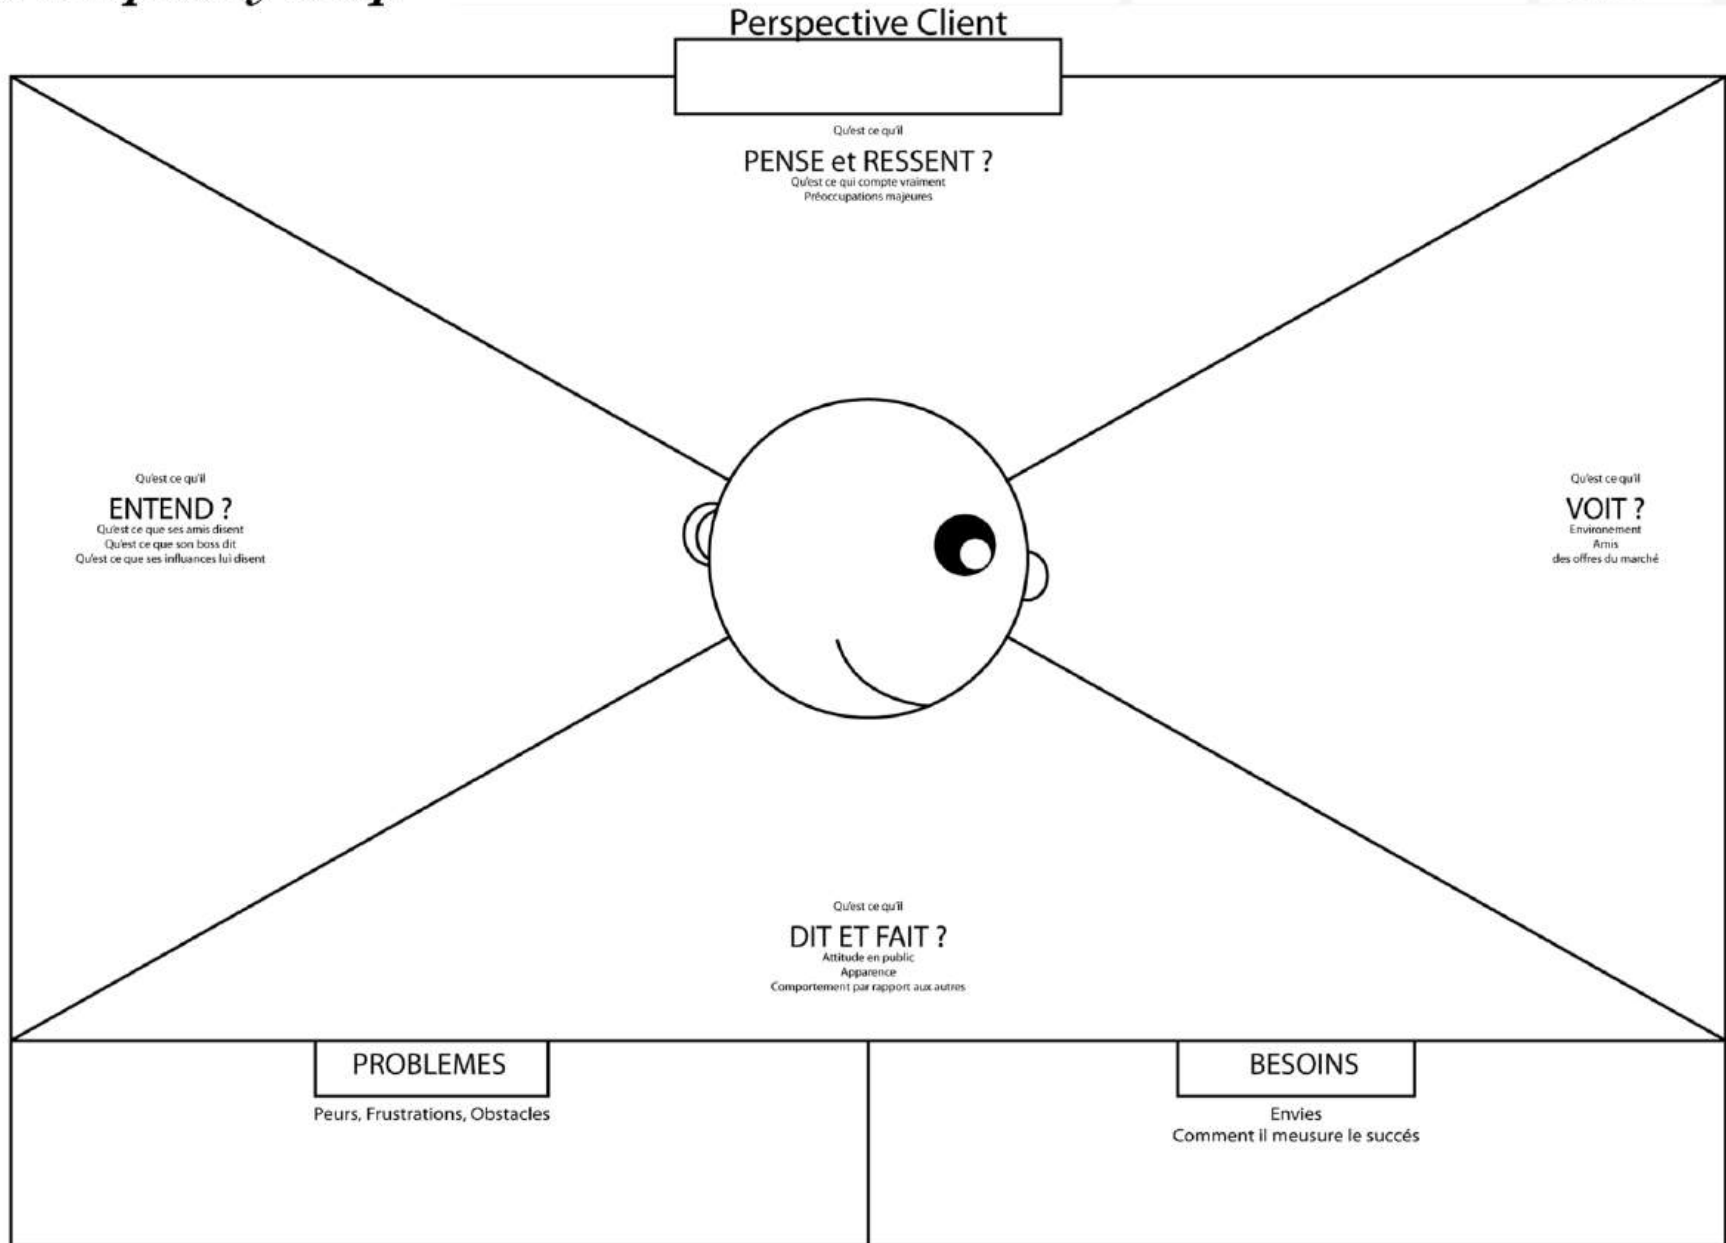 Perspective Client
Qu'est ce qu'il
PENSE et RESSENT ?
Qu'est ce qui compte vraiment
Préoccupations majeures
Qu'est ce qu'il
ENTEND ?
Qu'est ce que ses amis disent
Qu'est ce que son boss dit
Qu'est ce que ses influances lui disent
Qu'est ce qu'il
VOIT ?
Environement
Amis
des offres du marché
Qu'est ce qu'il
DIT ET FAIT ?
Attitude en public
Apparence
Comportement par rapport aux autres
PROBLEMES
Peurs, Frustrations, Obstacles
BESOINS
Envies
Comment il meusure le succés